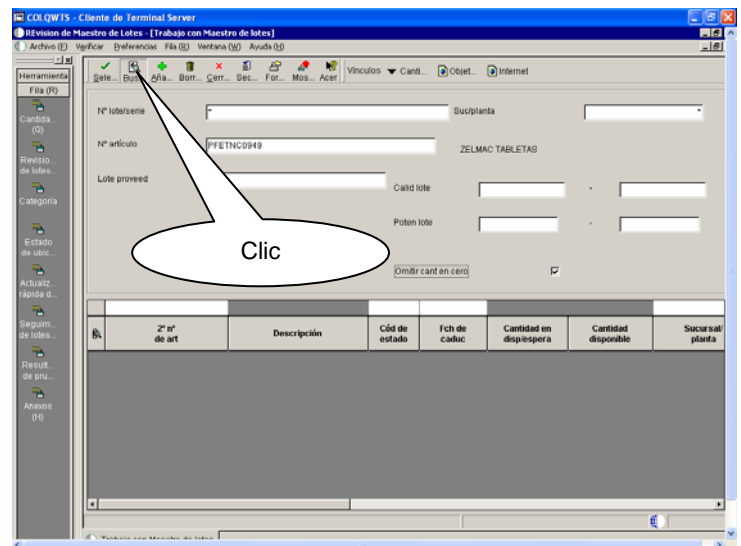 COLQWTS - Cliente de Terminal Server
REvision de Maestro de Lotes - [Trabajo con Maestro de lotes]
Archivo (F) Verificar Preferencias Fila (R) Ventana (W) Ayuda (H)
Herramienta
Fila (R)
Cantida... (Q)
Revisio... de lotes...
Categoría
Estado de ubic...
Actualiz... rápida d...
Seguim... de lotes...
Result... de pru...
Anexos (H)
Sele... Bus... Aña... Borr... Cerr... Sec... For... Mos... Acer Vínculos Canti... Objet... Internet
Nº lote/serie * Suc/planta *
Nº artículo PFETNC0949 ZELMAC TABLETAS
Lote proveed
Calid lote -
Poten lote -
Omitir cant en cero
Clic
2º nº de art Descripción Cód de estado Fch de caduc Cantidad en disp/espera Cantidad disponible Sucursal/ planta
Trabajo con Maestro de lotes